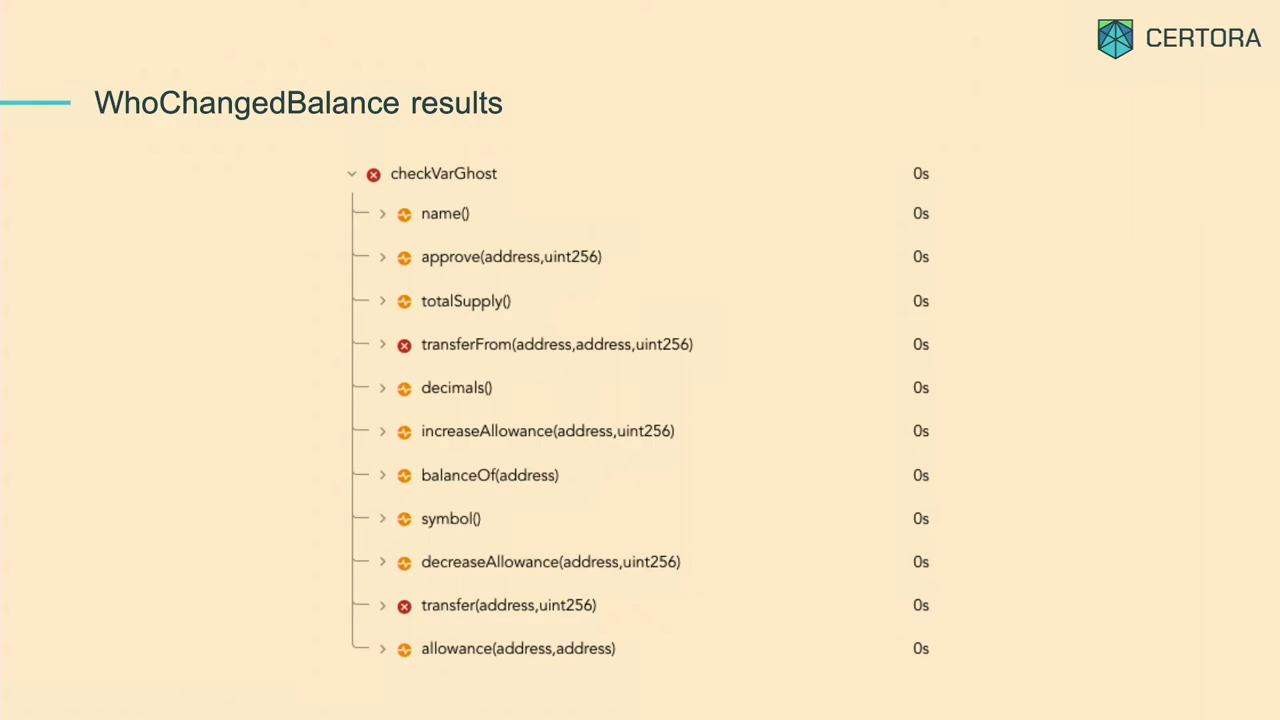 CERTORA
WhoChangedBalance results
checkVarGhost 0s
name() 0s
approve(address,uint256) 0s
totalSupply() 0s
transferFrom(address,address,uint256) 0s
decimals() 0s
increaseAllowance(address,uint256) 0s
balanceOf(address) 0s
symbol() 0s
decreaseAllowance(address,uint256) 0s
transfer(address,uint256) 0s
allowance(address,address) 0s